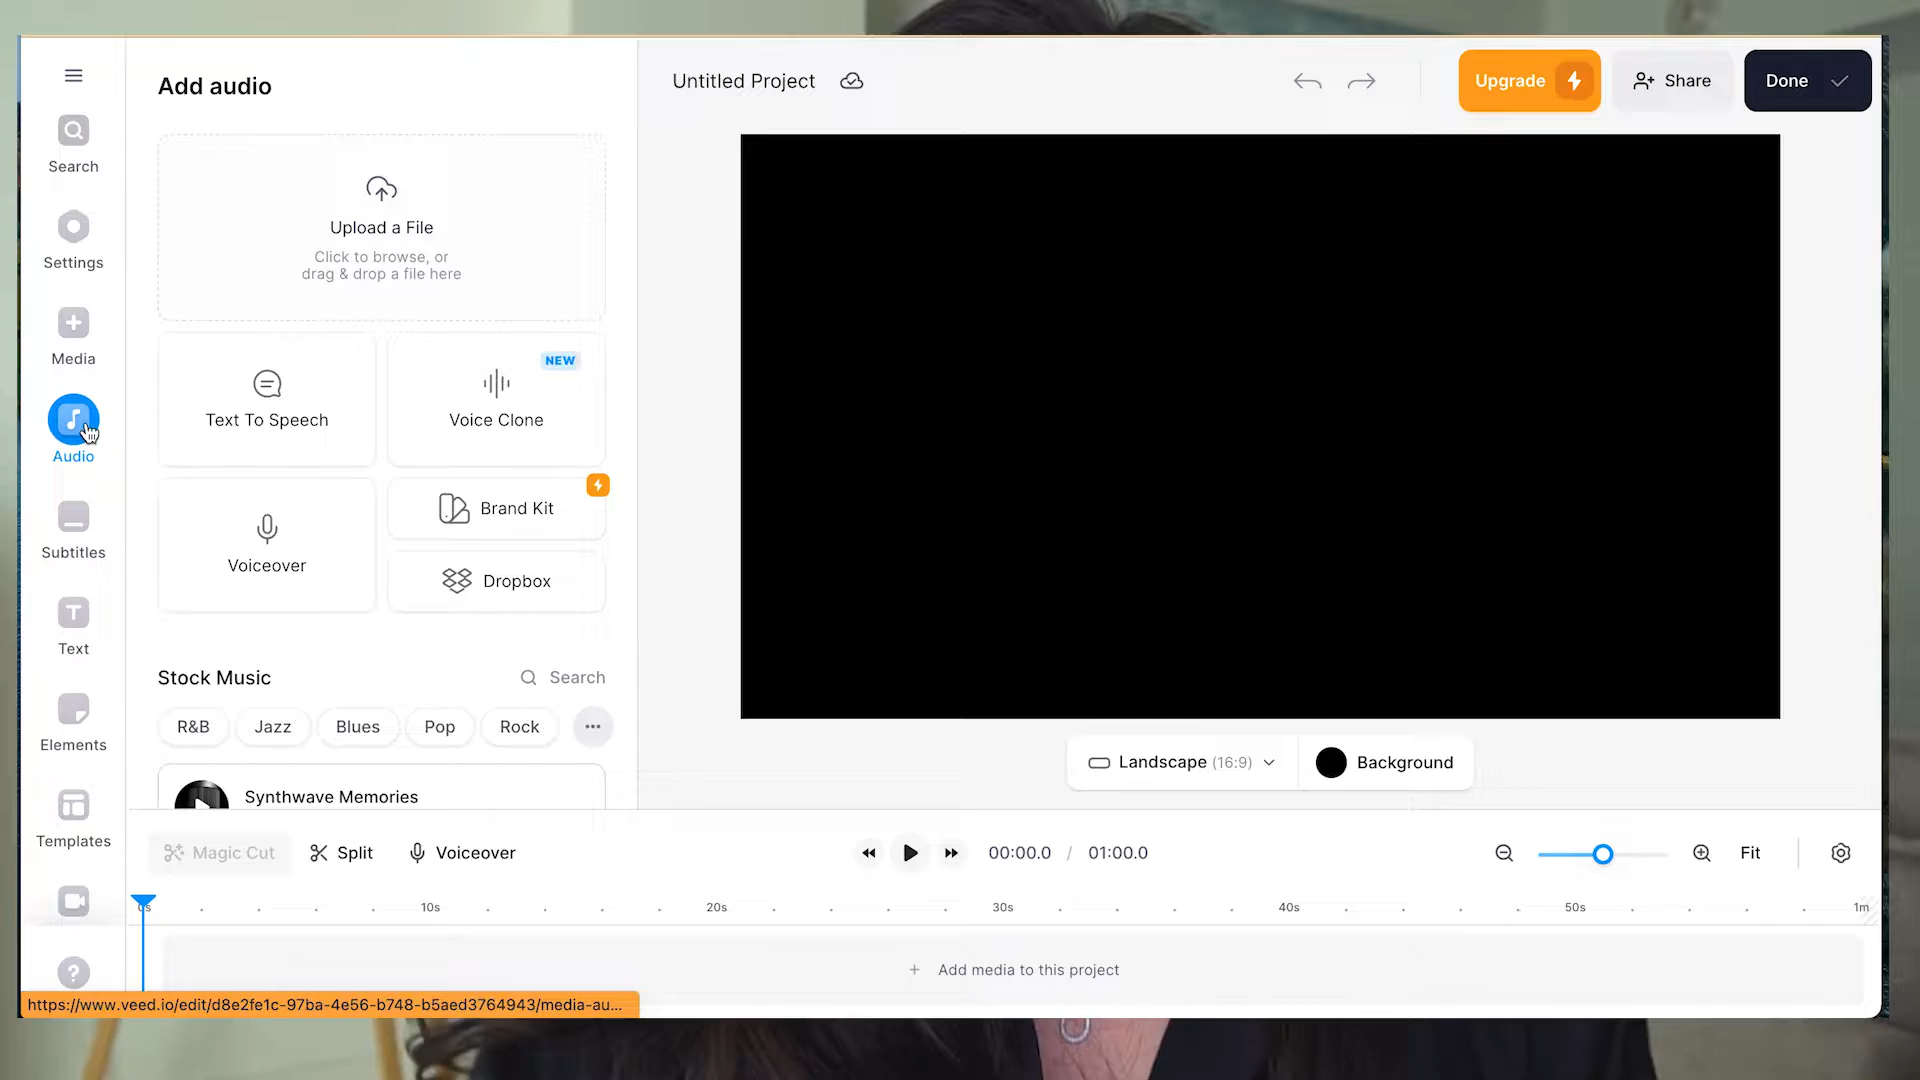 Search
Settings
Media
Audio
Subtitles
Text
Elements
Templates
Add audio
Upload a File
Click to browse, or
drag & drop a file here
Text To Speech
NEW
Voice Clone
Voiceover
Brand Kit
Dropbox
Stock Music
Search
R&B
Jazz
Blues
Pop
Rock
Synthwave Memories
Untitled Project
Upgrade
Share
Done
Landscape (16:9)
Background
Magic Cut
Split
Voiceover
00:00.0 / 01:00.0
Fit
0s
10s
20s
30s
40s
50s
1m
+ Add media to this project
https://www.veed.io/edit/d8e2fe1c-97ba-4e56-b748-b5aed3764943/media-au...